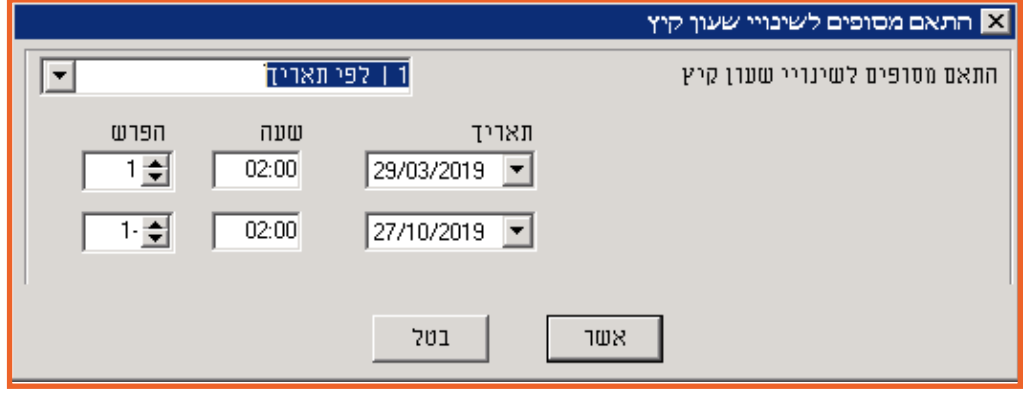 התאם מסופים לשינויי שעון קיץ
התאם מסופים לשינויי שעון קיץ 1 | לפי תאריך
תאריך שעה הפרש
29/03/2019 02:00 1
27/10/2019 02:00 1-
אשר בטל